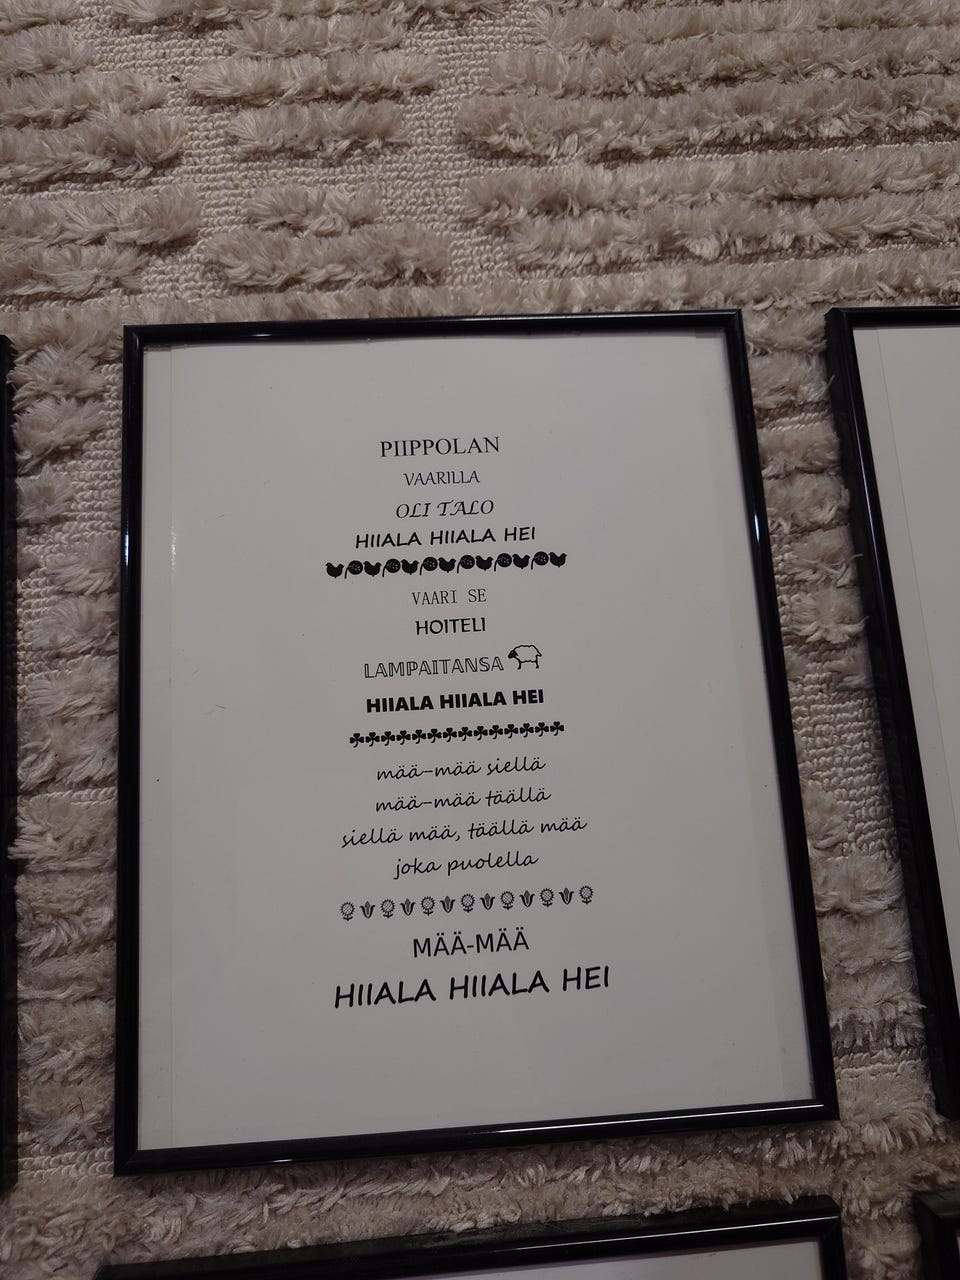 PIIPPOLAN
VAARILLA
OLI TALO
HIIALA HIIALA HEI
VAARI SE
HOITELI
LAMPAITANSA
HIIALA HIIALA HEI
mää-mää siellä
mää-mää täällä
siellä mää, täällä mää
joka puolella
MÄÄ-MÄÄ
HIIALA HIIALA HEI